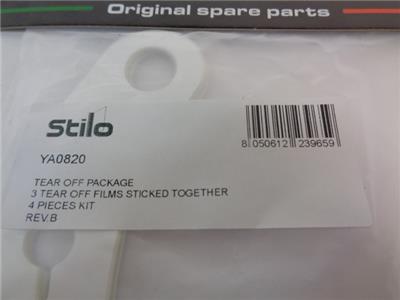 Original spare parts
Stilo
YA0820
8 050612 239659
TEAR OFF PACKAGE
3 TEAR OFF FILMS STICKED TOGETHER
4 PIECES KIT
REV.B